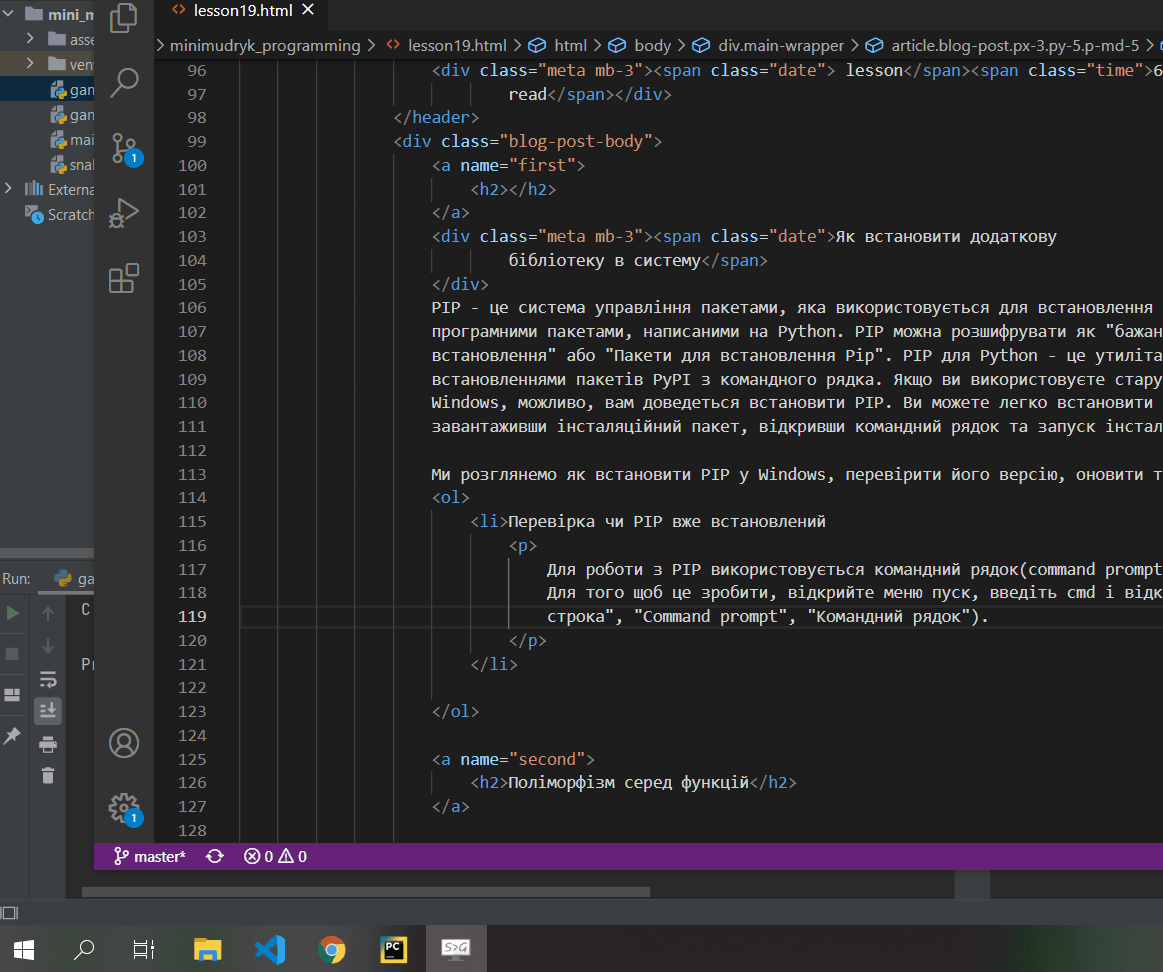 mini_m
lesson19.html
asse
minimudryk_programming
lesson19.html
html
body
div.main-wrapper
article.blog-post.px-3.py-5.p-md-5
ven
gam
gam
mai
snak
Externa
Scratch
96 <div class="meta mb-3"><span class="date"> lesson</span><span class="time">6
97 read</span></div>
98 </header>
99 <div class="blog-post-body">
100 <a name="first">
101 <h2></h2>
102 </a>
103 <div class="meta mb-3"><span class="date">Як встановити додаткову
104 бібліотеку в систему</span>
105 </div>
106 PIP - це система управління пакетами, яка використовується для встановлення
107 програмними пакетами, написаними на Python. PIP можна розшифрувати як "бажан
108 встановлення" або "Пакети для встановлення Pip". PIP для Python - це утиліта
109 встановленнями пакетів PyPI з командного рядка. Якщо ви використовуєте стару
110 Windows, можливо, вам доведеться встановити PIP. Ви можете легко встановити
111 завантаживши інсталяційний пакет, відкривши командний рядок та запуск інстал
112
113 Ми розглянемо як встановити PIP у Windows, перевірити його версію, оновити т
114 <ol>
115 <li>Перевірка чи PIP вже встановлений
116 <p>
117 Для роботи з PIP використовується командний рядок(command prompt
118 Для того щоб це зробити, відкрийте меню пуск, введіть cmd і відк
119 строка", "Command prompt", "Командний рядок").
120 </p>
121 </li>
122
123 </ol>
124
125 <a name="second">
126 <h2>Поліморфізм серед функцій</h2>
127 </a>
128
1
Run:
ga
C
Pr
1
master*
0
0
PC